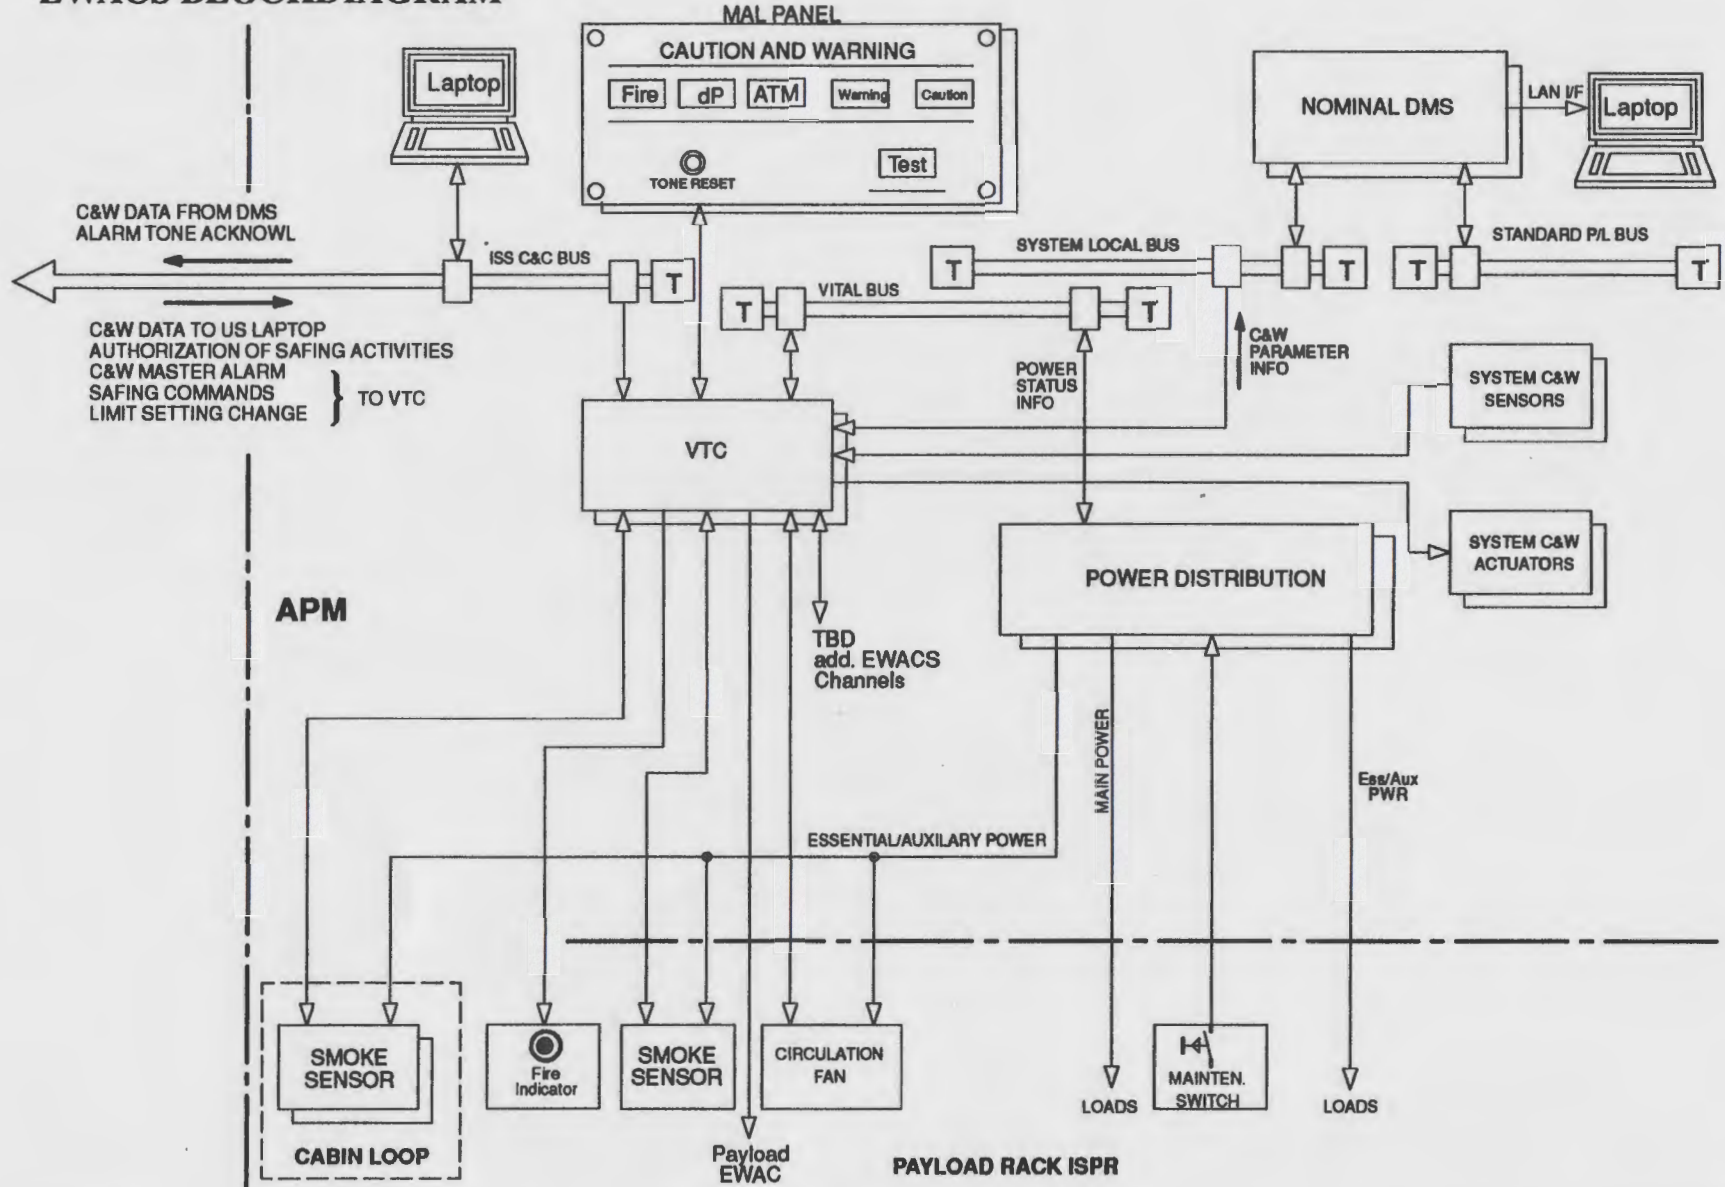 EWACS BLOCKDIAGRAM
MAL PANEL
CAUTION AND WARNING
Fire
dP
ATM
Warning
Caution
TONE RESET
Test
Laptop
NOMINAL DMS
LAN I/F
Laptop
C&W DATA FROM DMS
ALARM TONE ACKNOWL
ISS C&C BUS
T
C&W DATA TO US LAPTOP
AUTHORIZATION OF SAFING ACTIVITIES
C&W MASTER ALARM
SAFING COMMANDS
LIMIT SETTING CHANGE
TO VTC
T
VITAL BUS
T
T
SYSTEM LOCAL BUS
T
T
STANDARD P/L BUS
T
POWER
STATUS
INFO
C&W
PARAMETER
INFO
SYSTEM C&W
SENSORS
VTC
SYSTEM C&W
ACTUATORS
POWER DISTRIBUTION
APM
TBD
add. EWACS
Channels
MAIN POWER
Ess/Aux
PWR
ESSENTIAL/AUXILARY POWER
SMOKE
SENSOR
CABIN LOOP
Fire
Indicator
SMOKE
SENSOR
CIRCULATION
FAN
LOADS
MAINTEN.
SWITCH
LOADS
Payload
EWAC
PAYLOAD RACK ISPR